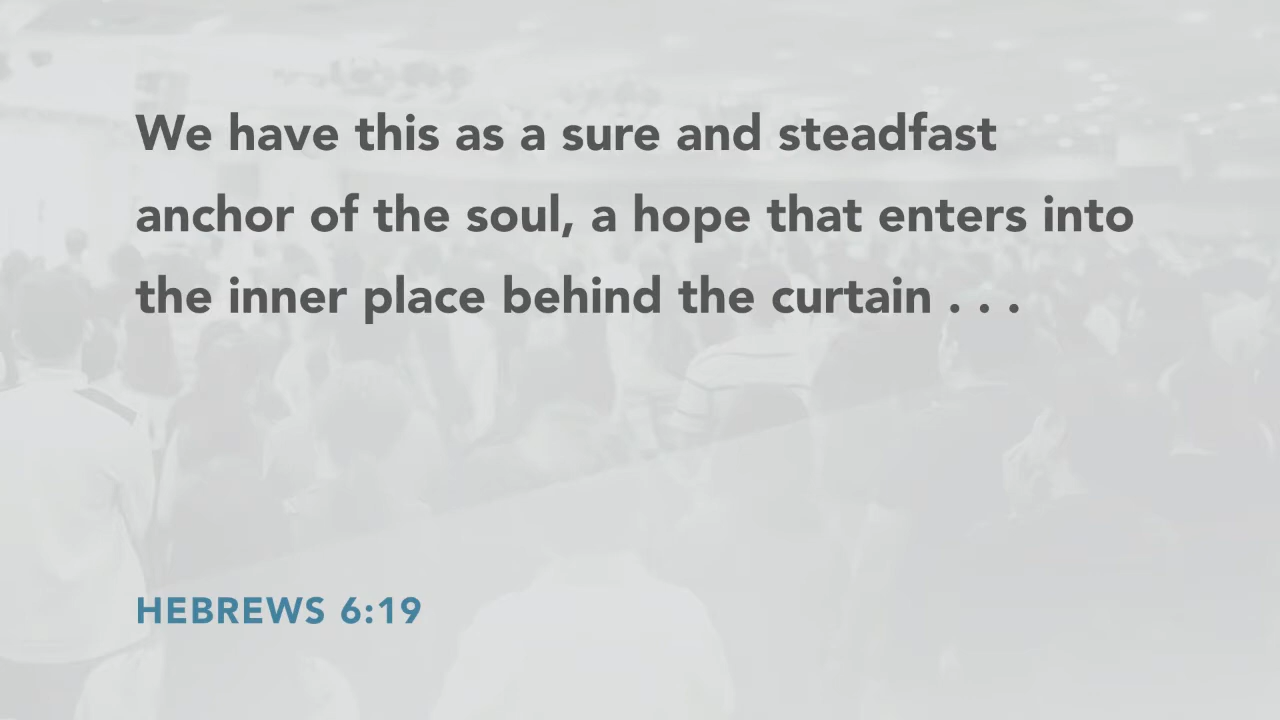 We have this as a sure and steadfast
anchor of the soul, a hope that enters into
the inner place behind the curtain . . .
HEBREWS 6:19